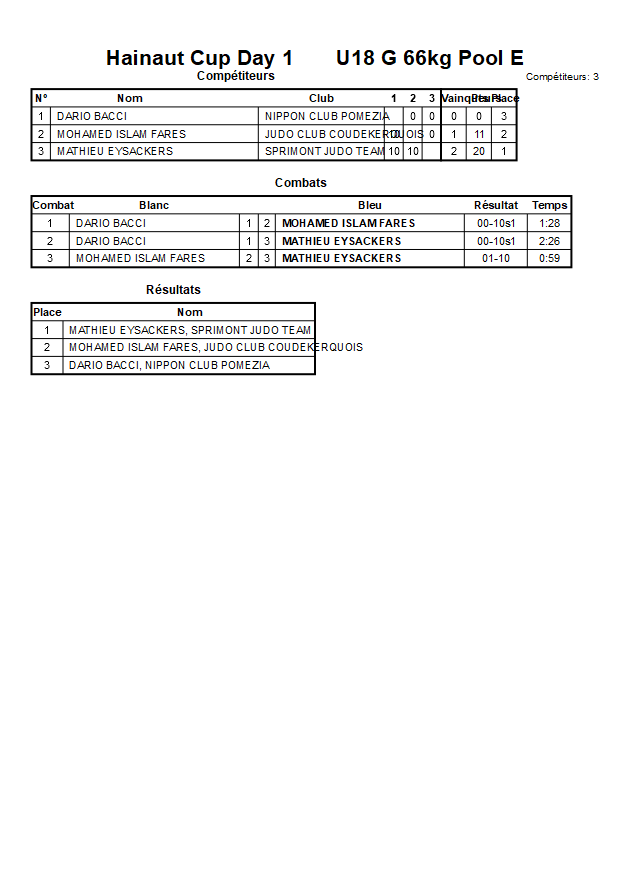 Hainaut Cup Day 1 U18 G 66kg Pool E
Compétiteurs
Compétiteurs: 3
Nº Nom Club 1 2 3 Vainqueurs Pts Place
1 DARIO BACCI NIPPON CLUB POMEZIA 0 0 0 0 3
2 MOHAMED ISLAM FARES JUDO CLUB COUDEKERQUOIS 10 0 1 11 2
3 MATHIEU EYSACKERS SPRIMONT JUDO TEAM 10 10 2 20 1
Combats
Combat Blanc Bleu Résultat Temps
1 DARIO BACCI 1 2 MOHAMED ISLAM FARES 00-10s1 1:28
2 DARIO BACCI 1 3 MATHIEU EYSACKERS 00-10s1 2:26
3 MOHAMED ISLAM FARES 2 3 MATHIEU EYSACKERS 01-10 0:59
Résultats
Place Nom
1 MATHIEU EYSACKERS, SPRIMONT JUDO TEAM
2 MOHAMED ISLAM FARES, JUDO CLUB COUDEKERQUOIS
3 DARIO BACCI, NIPPON CLUB POMEZIA